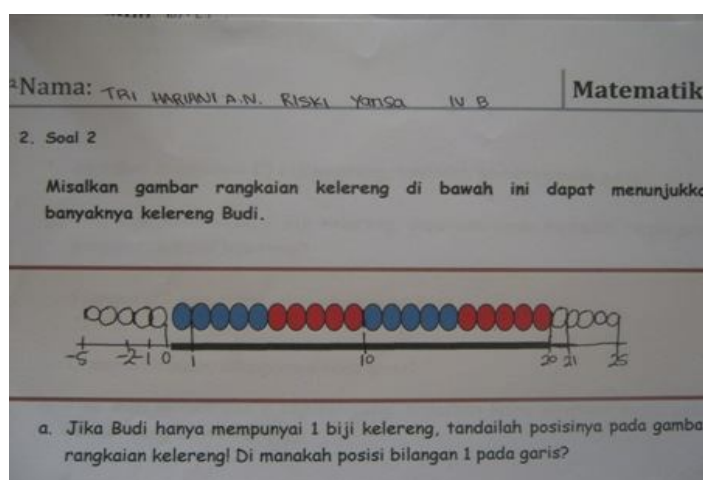 Nama: TRI HARIANI A.N. RISKI Yansa IV B
Matematik
2. Soal 2
Misalkan gambar rangkaian kelereng di bawah ini dapat menunjukka
banyaknya kelereng Budi.
-5 -2 -1 0 1 10 20 21 25
a. Jika Budi hanya mempunyai 1 biji kelereng, tandailah posisinya pada gamba
rangkaian kelereng! Di manakah posisi bilangan 1 pada garis?